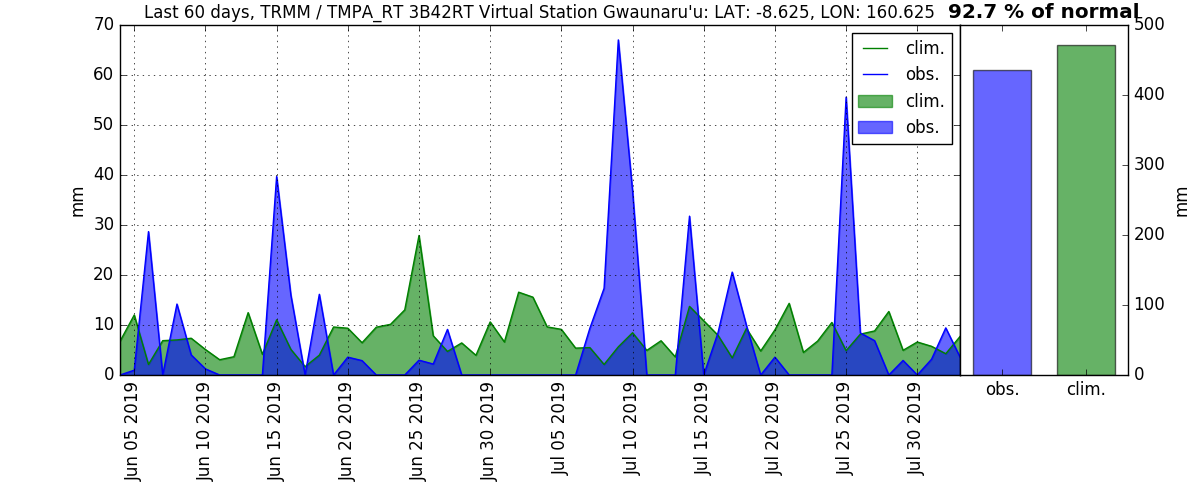 Last 60 days, TRMM / TMPA_RT 3B42RT Virtual Station Gwaunaru'u: LAT: -8.625, LON: 160.625 92.7 % of normal
clim.
obs.
clim.
obs.
70
60
50
40
30
20
10
0
mm
500
400
300
200
100
0
mm
Jun 05 2019
Jun 10 2019
Jun 15 2019
Jun 20 2019
Jun 25 2019
Jun 30 2019
Jul 05 2019
Jul 10 2019
Jul 15 2019
Jul 20 2019
Jul 25 2019
Jul 30 2019
obs.
clim.